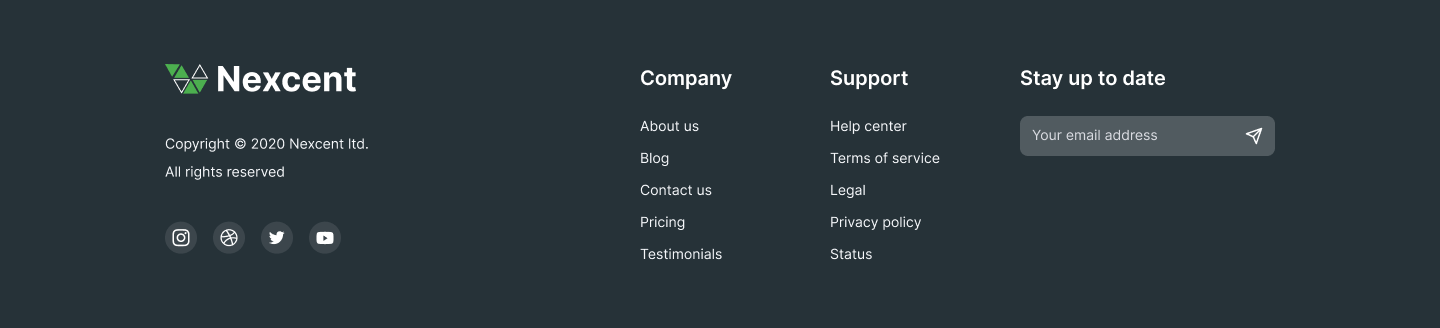 Nexcent
Copyright © 2020 Nexcent ltd.
All rights reserved
Company
About us
Blog
Contact us
Pricing
Testimonials
Support
Help center
Terms of service
Legal
Privacy policy
Status
Stay up to date
Your email address